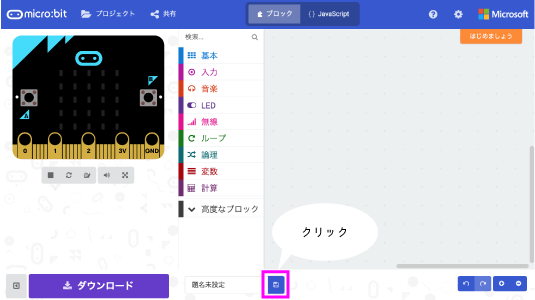 micro:bit
プロジェクト
共有
ブロック
{} JavaScript
Microsoft
はじめましょう
検索...
基本
入力
音楽
LED
無線
ループ
論理
変数
計算
高度なブロック
0 1 2 3V GND
クリック
ダウンロード
題名未設定